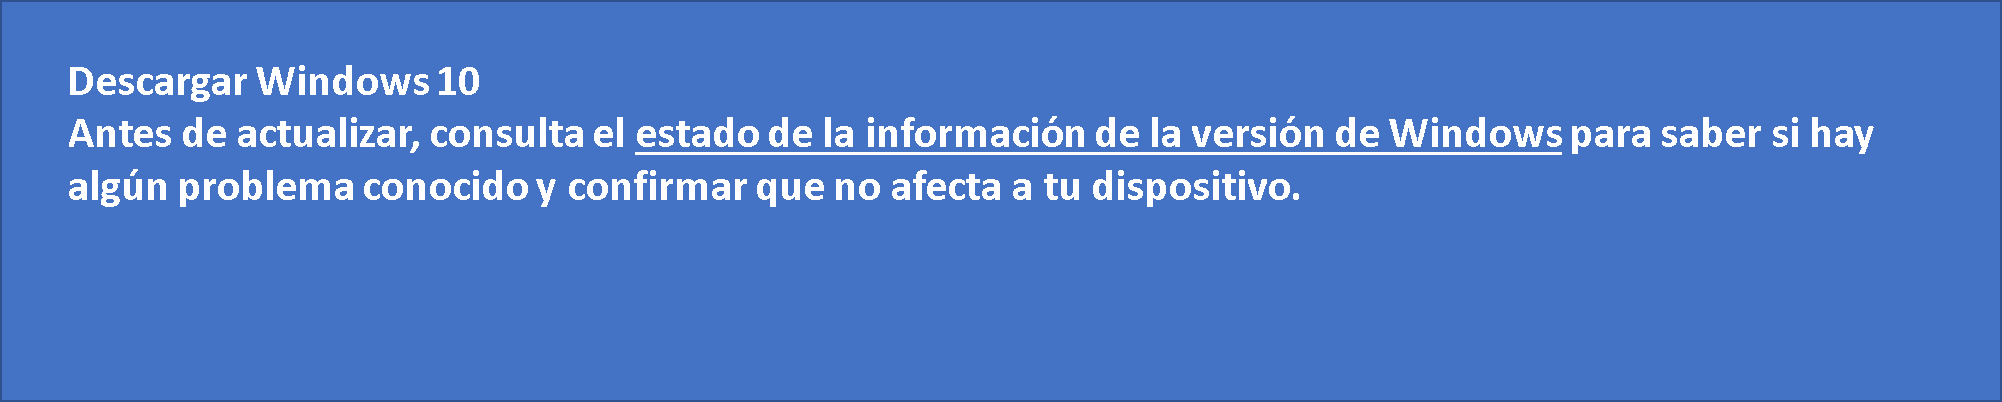 Descargar Windows 10
Antes de actualizar, consulta el estado de la información de la versión de Windows para saber si hay
algún problema conocido y confirmar que no afecta a tu dispositivo.